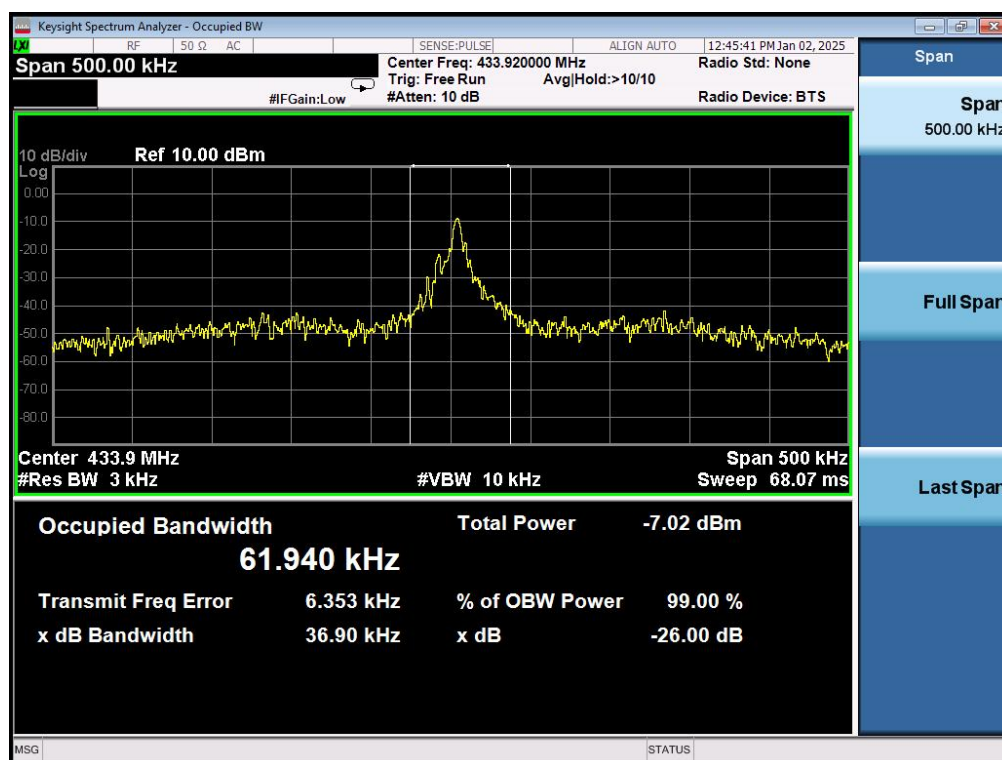 Keysight Spectrum Analyzer - Occupied BW
LXI RF 50 Ω AC SENSE:PULSE ALIGN AUTO 12:45:41 PM Jan 02, 2025
Span 500.00 kHz
Center Freq: 433.920000 MHz Radio Std: None
Trig: Free Run Avg|Hold:>10/10
#IFGain:Low #Atten: 10 dB Radio Device: BTS
10 dB/div Ref 10.00 dBm
Log
0.00
-10.0
-20.0
-30.0
-40.0
-50.0
-60.0
-70.0
-80.0
Center 433.9 MHz Span 500 kHz
#Res BW 3 kHz #VBW 10 kHz Sweep 68.07 ms
Occupied Bandwidth Total Power -7.02 dBm
61.940 kHz
Transmit Freq Error 6.353 kHz % of OBW Power 99.00 %
x dB Bandwidth 36.90 kHz x dB -26.00 dB
MSG STATUS
Span
Span
500.00 kHz
Full Span
Last Span